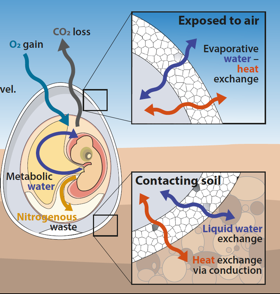 Exposed to air
CO₂ loss
O₂ gain
Evaporative
water –
heat
exchange
vel.
Metabolic
water
Contacting soil
Nitrogenous
waste
Liquid water
exchange
Heat exchange
via conduction